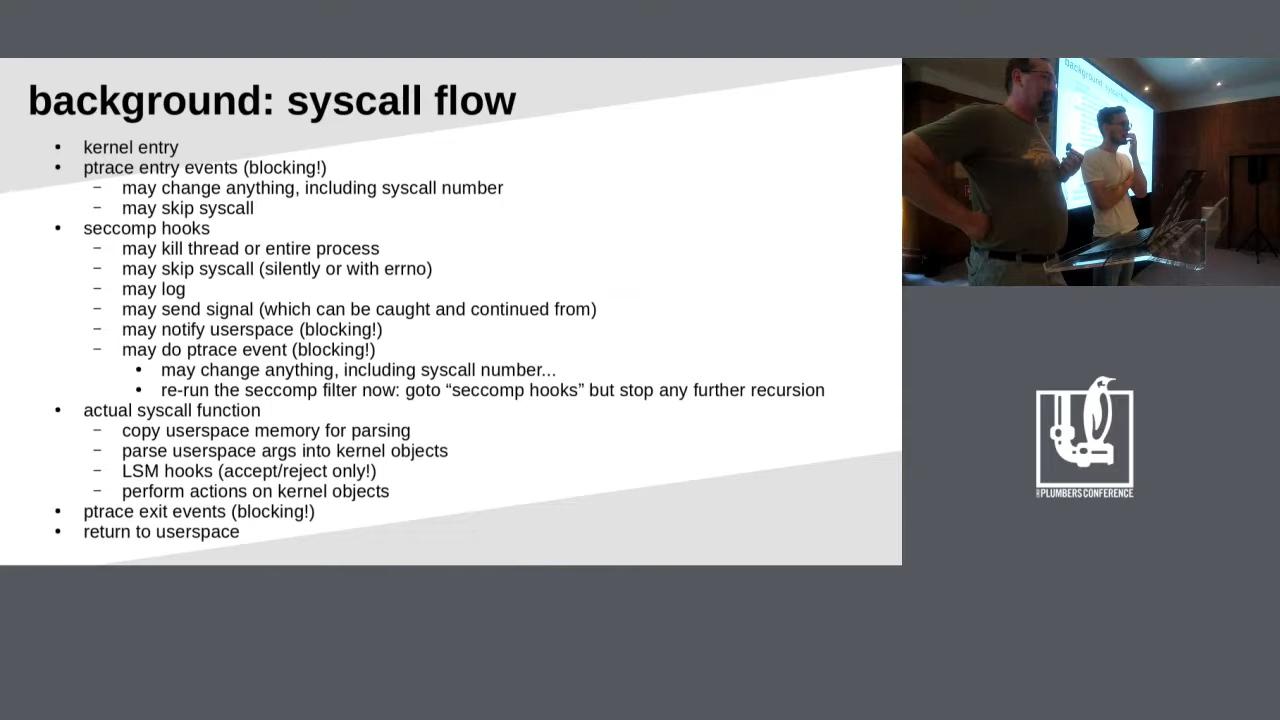 background: syscall flow
• kernel entry
• ptrace entry events (blocking!)
– may change anything, including syscall number
– may skip syscall
• seccomp hooks
– may kill thread or entire process
– may skip syscall (silently or with errno)
– may log
– may send signal (which can be caught and continued from)
– may notify userspace (blocking!)
– may do ptrace event (blocking!)
• may change anything, including syscall number...
• re-run the seccomp filter now: goto “seccomp hooks” but stop any further recursion
• actual syscall function
– copy userspace memory for parsing
– parse userspace args into kernel objects
– LSM hooks (accept/reject only!)
– perform actions on kernel objects
• ptrace exit events (blocking!)
• return to userspace
background: syscall flow
PLUMBERS CONFERENCE